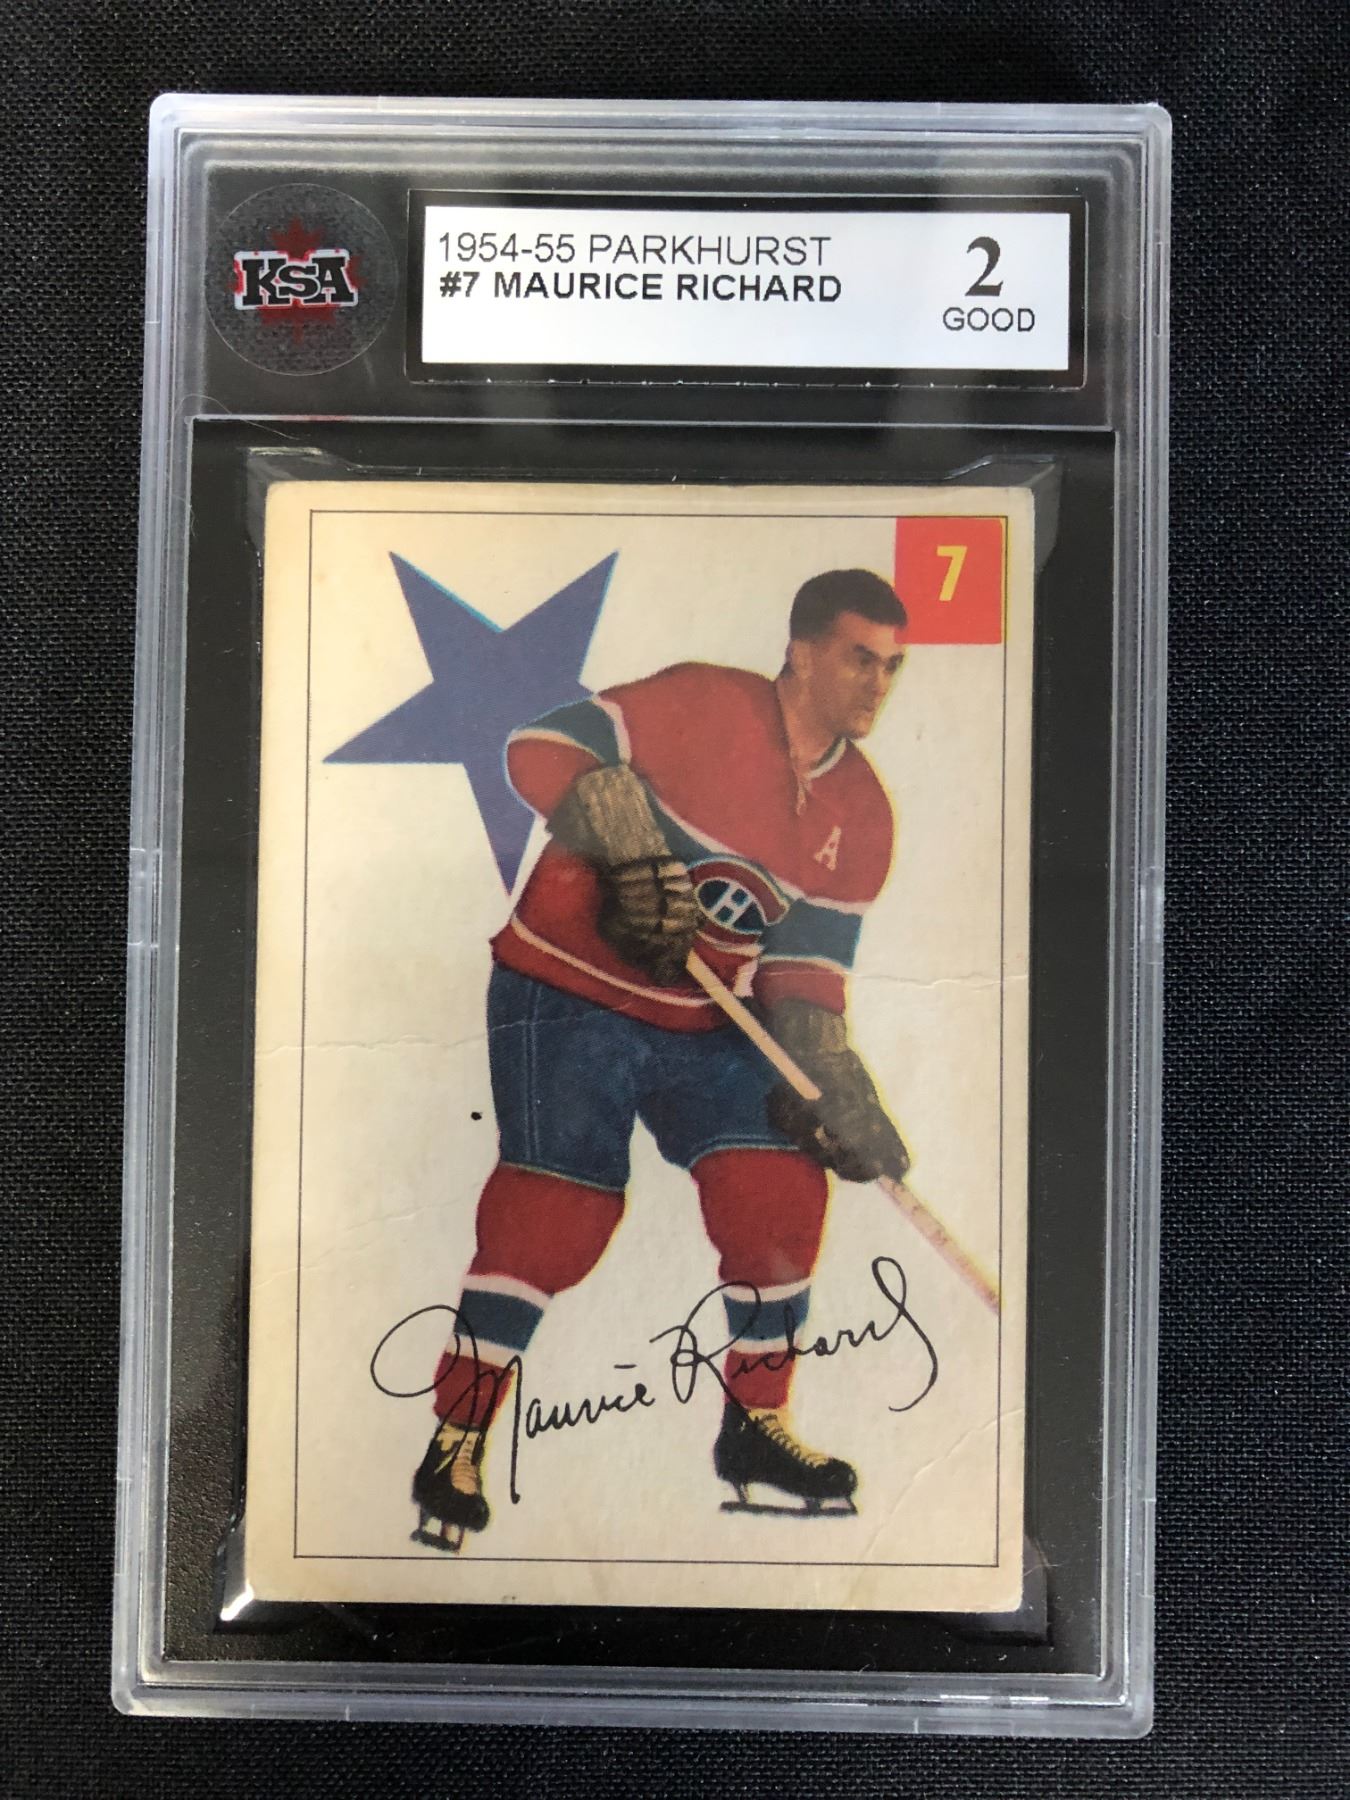 KSA
1954-55 PARKHURST
#7 MAURICE RICHARD
2
GOOD
7
A
H
Maurice Richard